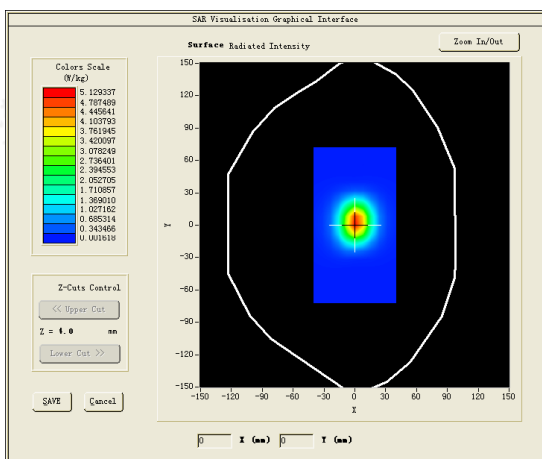 SAR Visualisation Graphical Interface
Surface Radiated Intensity
Zoom In/Out
Colors Scale
(W/kg)
5.129337
4.787489
4.445641
4.103793
3.761945
3.420097
3.078249
2.736401
2.394553
2.052705
1.710857
1.369010
1.027162
0.685314
0.343466
0.001618
Z-Cuts Control
<< Upper Cut
Z = 4.0 mm
Lower Cut >>
SAVE
Cancel
150
120
90
60
30
0
-30
-60
-90
-120
-150
Y
-150 -120 -90 -60 -30 0 30 60 90 120 150
X
0 X (mm) 0 Y (mm)